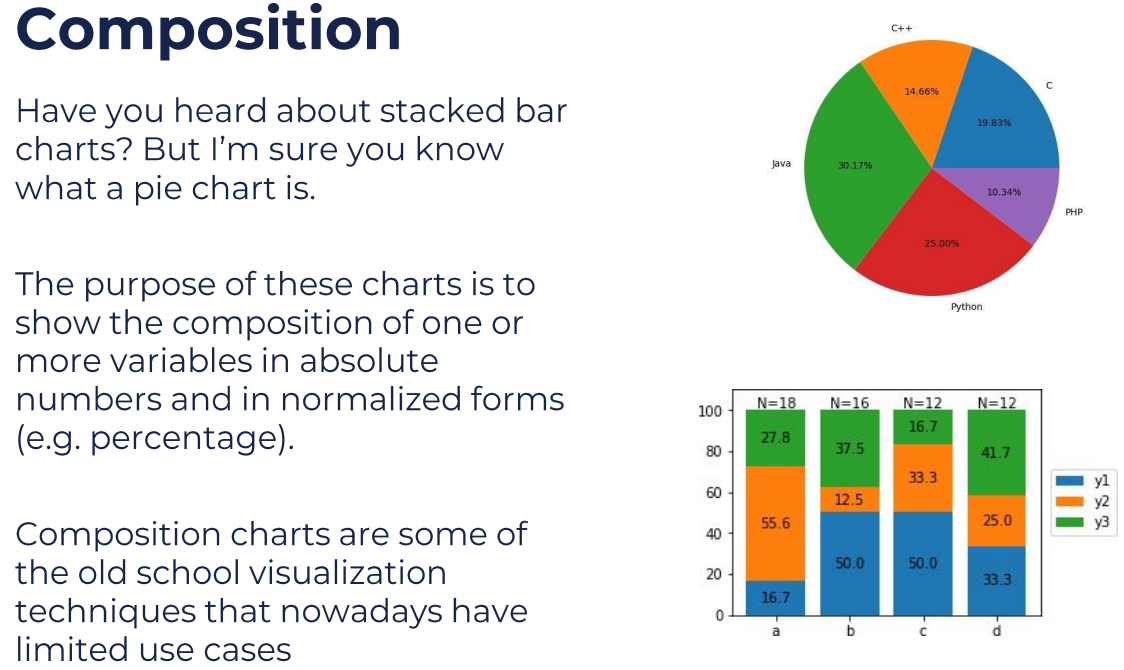 Composition
Have you heard about stacked bar
charts? But I’m sure you know
what a pie chart is.
The purpose of these charts is to
show the composition of one or
more variables in absolute
numbers and in normalized forms
(e.g. percentage).
Composition charts are some of
the old school visualization
techniques that nowadays have
limited use cases
C++
C
14.66%
19.83%
Java
30.17%
10.34%
PHP
25.00%
Python
N=18 N=16 N=12 N=12
100
80
60
40
20
0
27.8
55.6
16.7
37.5
12.5
50.0
16.7
33.3
50.0
41.7
25.0
33.3
a b c d
y1
y2
y3